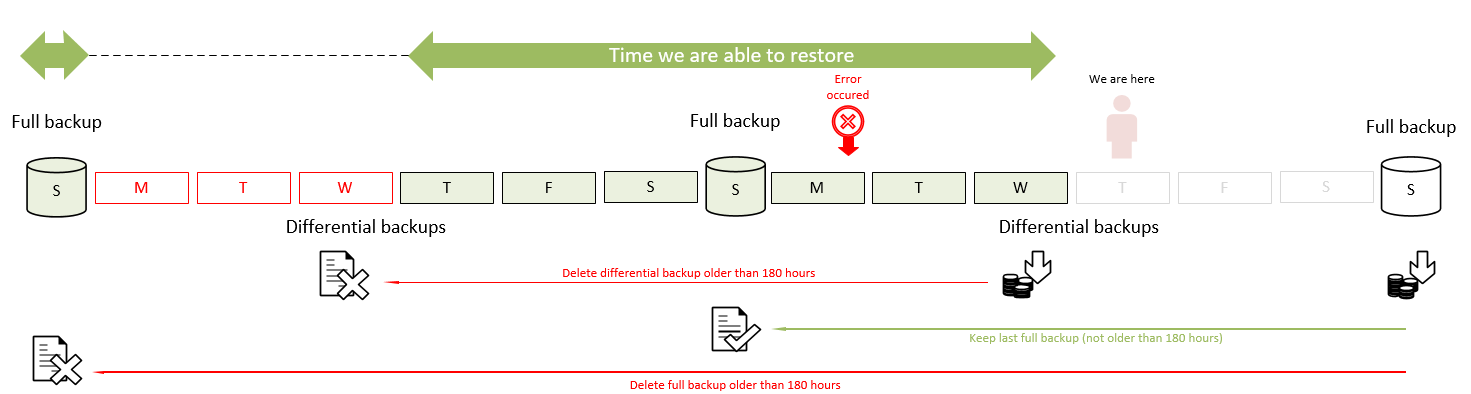 Time we are able to restore
Error
occured
We are here
Full backup
Full backup
Full backup
S
M
T
W
T
F
S
S
M
T
W
T
F
S
S
Differential backups
Differential backups
Delete differential backup older than 180 hours
Keep last full backup (not older than 180 hours)
Delete full backup older than 180 hours